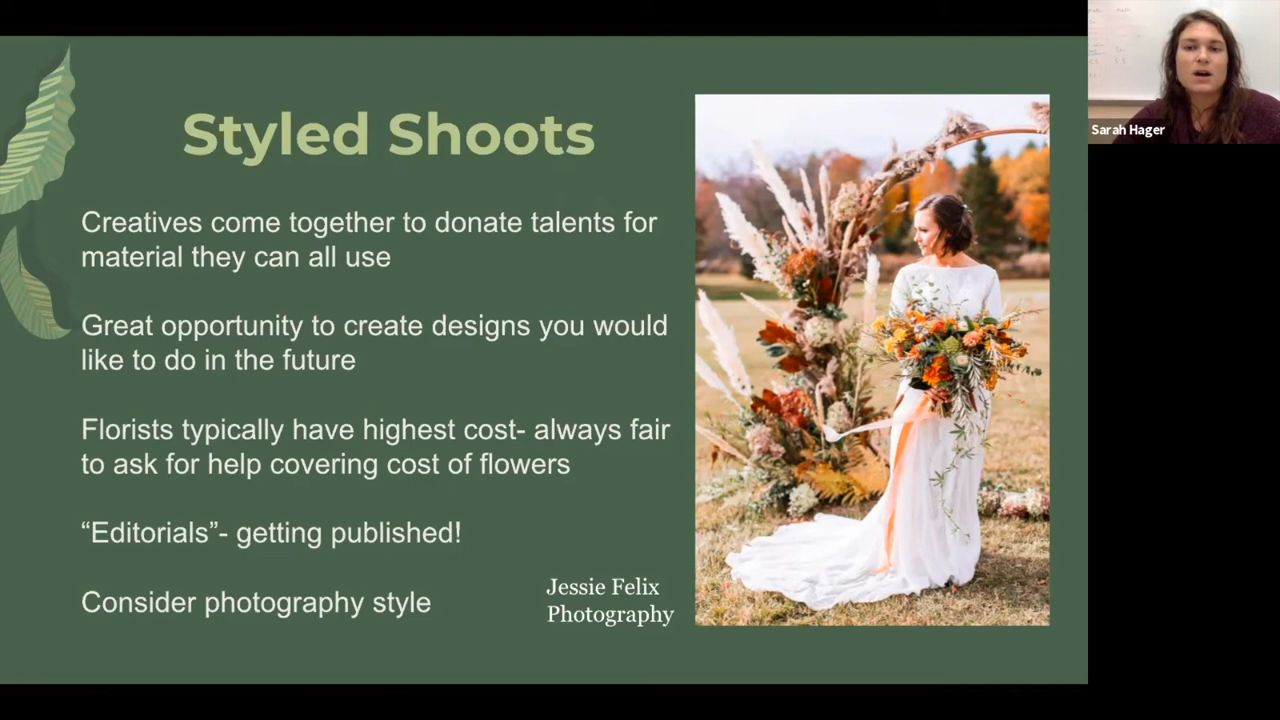 Styled Shoots
Creatives come together to donate talents for
material they can all use
Great opportunity to create designs you would
like to do in the future
Florists typically have highest cost- always fair
to ask for help covering cost of flowers
“Editorials”- getting published!
Consider photography style
Jessie Felix
Photography
Sarah Hager